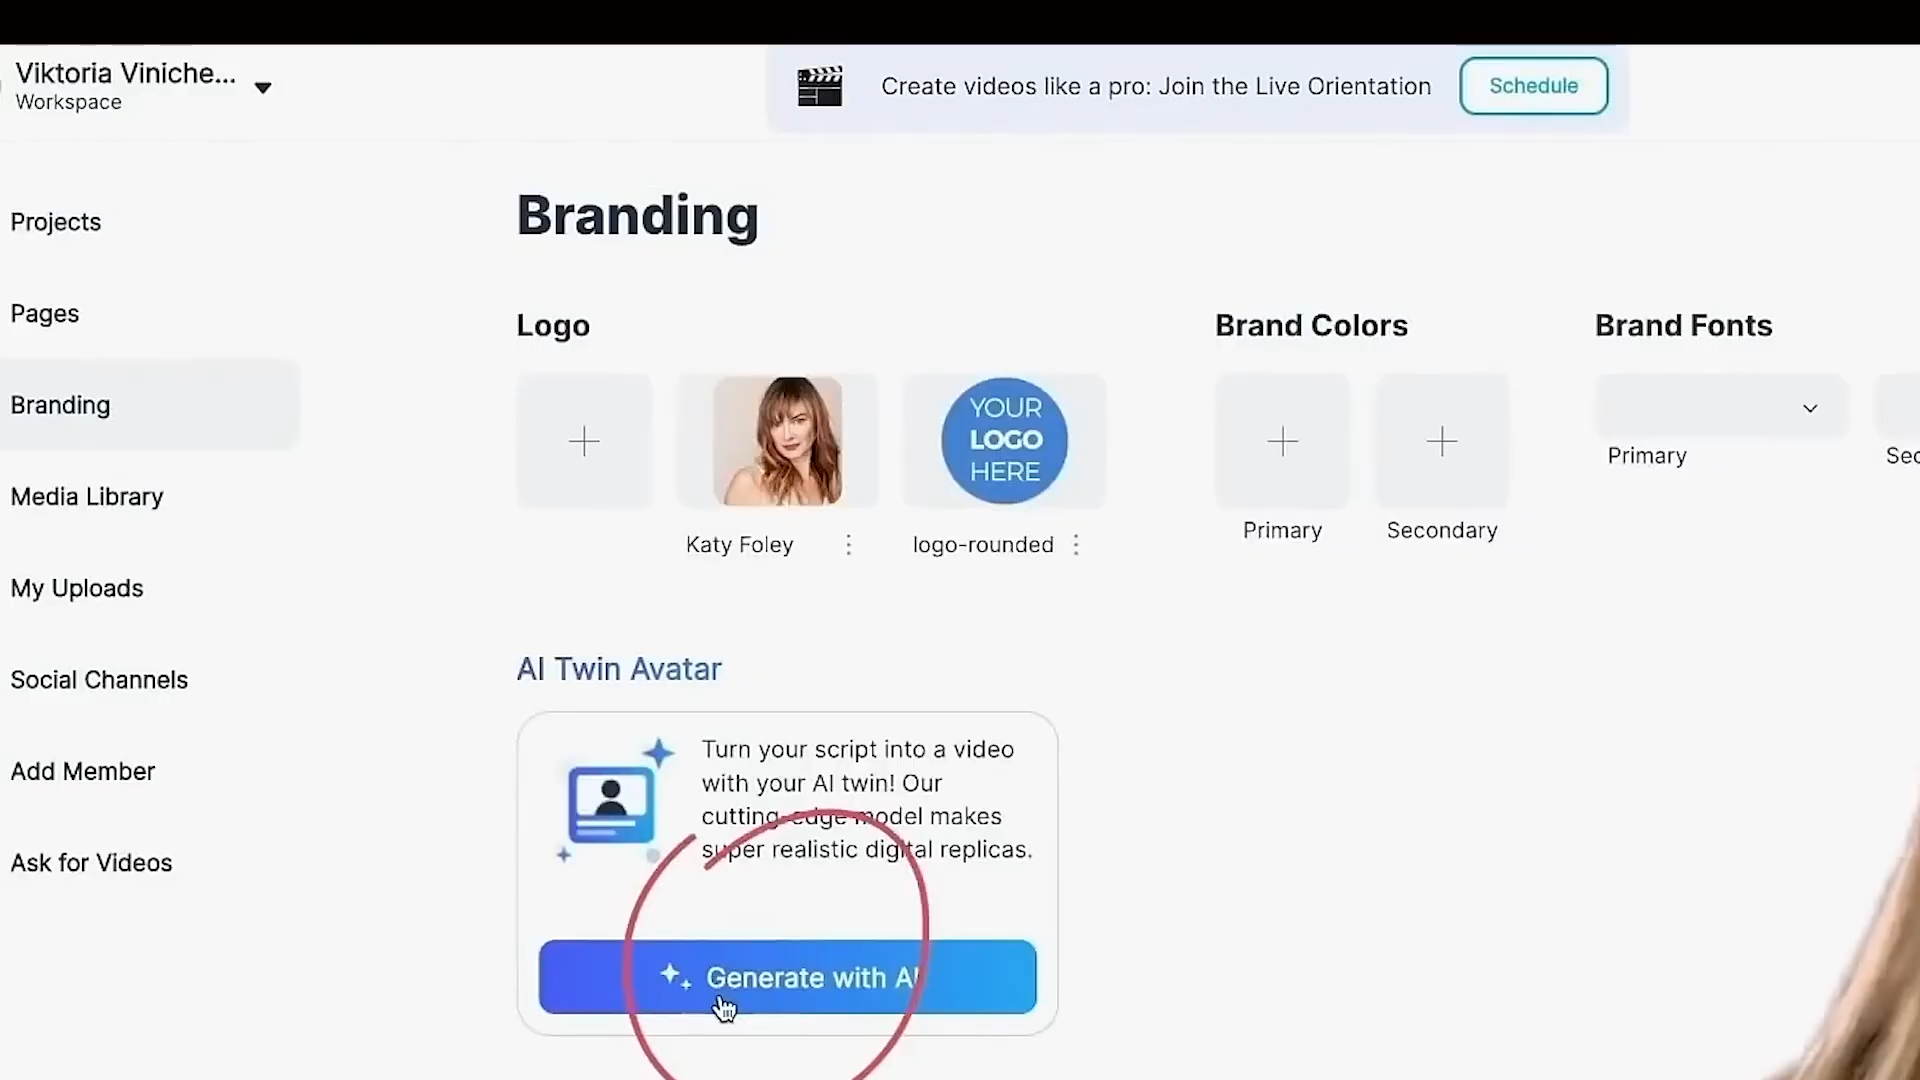 Viktoria Viniche...
Workspace
Create videos like a pro: Join the Live Orientation
Schedule
Projects
Pages
Branding
Media Library
My Uploads
Social Channels
Add Member
Ask for Videos
Branding
Logo
YOUR
LOGO
HERE
Katy Foley
logo-rounded
Brand Colors
Primary
Secondary
Brand Fonts
Primary
Sec
AI Twin Avatar
Turn your script into a video
with your AI twin! Our
cutting-edge model makes
super realistic digital replicas.
Generate with AI